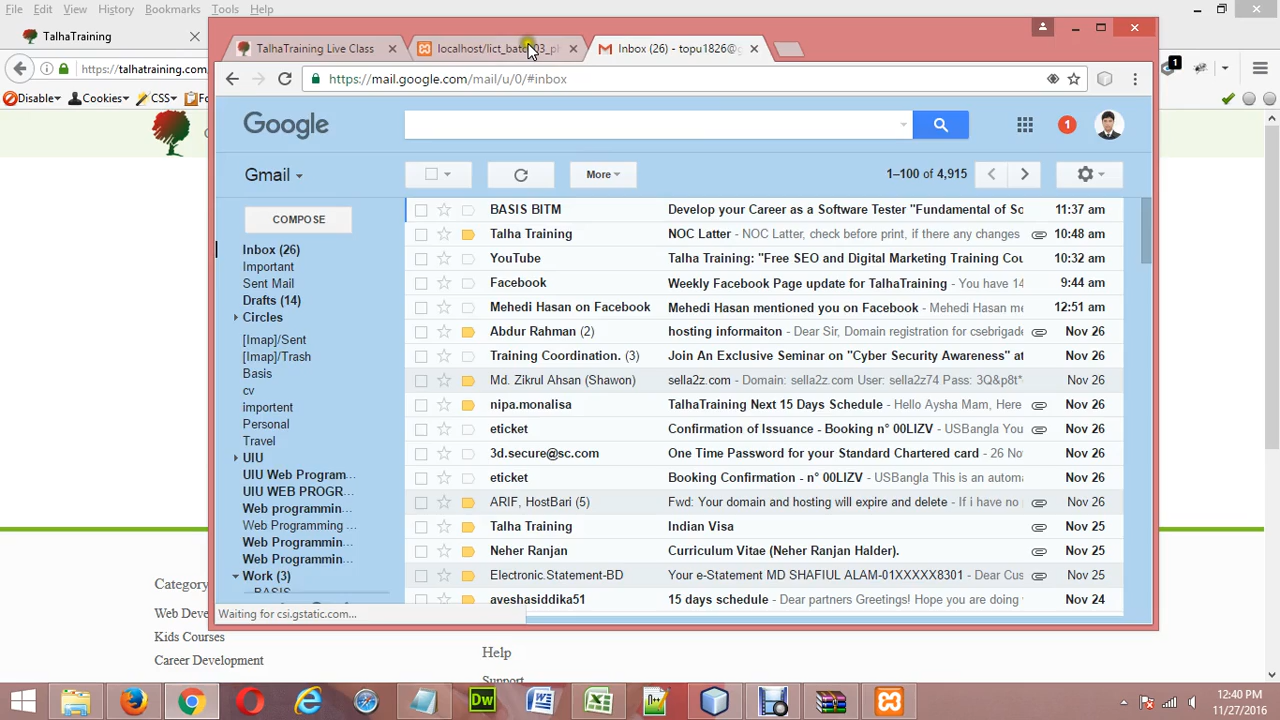 File Edit View History Bookmarks Tools Help
TalhaTraining
https://talhatraining.com
Disable Cookies CSS
TalhaTraining Live Class
localhost/lict_bat
Inbox (26) - topu1826@
https://mail.google.com/mail/u/0/#inbox
1
Google
1
Gmail
More
1–100 of 4,915
COMPOSE
Inbox (26)
Important
Sent Mail
Drafts (14)
Circles
[Imap]/Sent
[Imap]/Trash
Basis
cv
importent
Personal
Travel
UIU
UIU Web Program...
UIU WEB PROGR...
Web programmin...
Web Programming ...
Web Programmin...
Web Programmin...
Work (3)
BASIS
BASIS BITM Develop your Career as a Software Tester "Fundamental of Sc 11:37 am
Talha Training NOC Latter - NOC Latter, check before print, if there any changes 10:48 am
YouTube Talha Training: "Free SEO and Digital Marketing Training Cou 10:32 am
Facebook Weekly Facebook Page update for TalhaTraining - You have 14 9:44 am
Mehedi Hasan on Facebook Mehedi Hasan mentioned you on Facebook - Mehedi Hasan me 12:51 am
Abdur Rahman (2) hosting informaiton - Dear Sir, Domain registration for csebrigade Nov 26
Training Coordination. (3) Join An Exclusive Seminar on "Cyber Security Awareness" at Nov 26
Md. Zikrul Ahsan (Shawon) sella2z.com - Domain: sella2z.com User: sella2z74 Pass: 3Q&p8t* Nov 26
nipa.monalisa TalhaTraining Next 15 Days Schedule - Hello Aysha Mam, Here Nov 26
eticket Confirmation of Issuance - Booking n° 00LIZV - USBangla You Nov 26
3d.secure@sc.com One Time Password for your Standard Chartered card - 26 Nov Nov 26
eticket Booking Confirmation - n° 00LIZV - USBangla This is an automa Nov 26
ARIF, HostBari (5) Fwd: Your domain and hosting will expire and delete - If i have no Nov 26
Talha Training Indian Visa Nov 25
Neher Ranjan Curriculum Vitae (Neher Ranjan Halder). Nov 25
Electronic.Statement-BD Your e-Statement MD SHAFIUL ALAM-01XXXXX8301 - Dear Cus Nov 25
ayeshasiddika51 15 days schedule - Dear partners Greetings! Hope you are doing Nov 24
Waiting for csi.gstatic.com...
Category
Web Deve
Kids Courses
Career Development
Help
Support
Dw
12:40 PM
11/27/2016